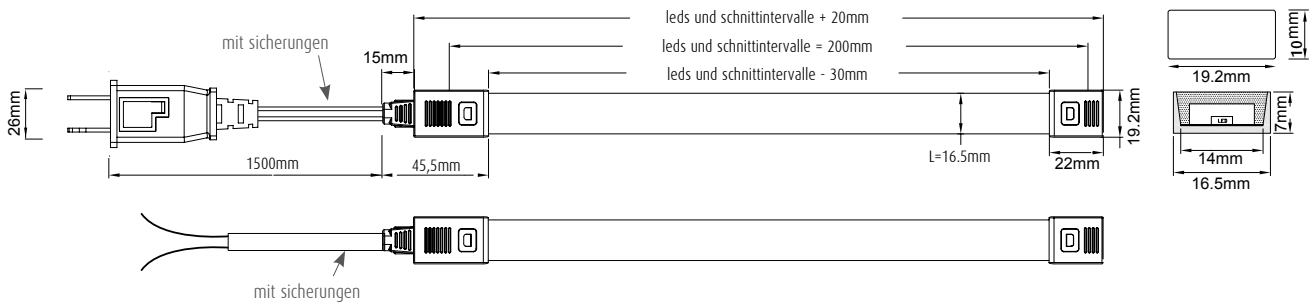 leds und schnittintervalle + 20mm
mit sicherungen
15mm
leds und schnittintervalle = 200mm
leds und schnittintervalle - 30mm
26mm
1500mm
45,5mm
L=16.5mm
22mm
19.2mm
10mm
19.2mm
LED
7mm
14mm
16.5mm
mit sicherungen